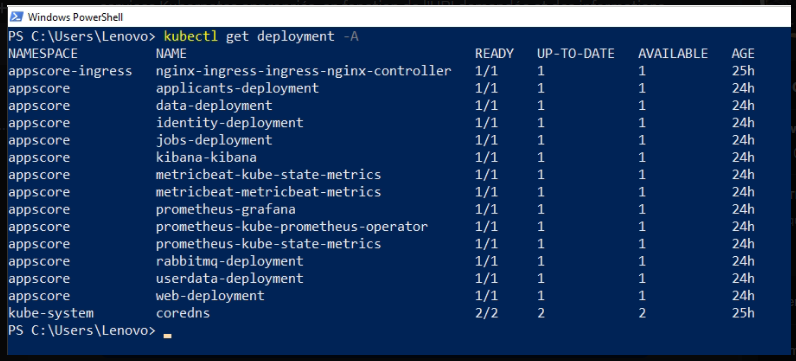 Windows PowerShell
PS C:\Users\Lenovo> kubectl get deployment -A
NAMESPACE NAME READY UP-TO-DATE AVAILABLE AGE
appscore-ingress nginx-ingress-ingress-nginx-controller 1/1 1 1 25h
appscore applicants-deployment 1/1 1 1 24h
appscore data-deployment 1/1 1 1 24h
appscore identity-deployment 1/1 1 1 24h
appscore jobs-deployment 1/1 1 1 24h
appscore kibana-kibana 1/1 1 1 24h
appscore metricbeat-kube-state-metrics 1/1 1 1 24h
appscore metricbeat-metricbeat-metrics 1/1 1 1 24h
appscore prometheus-grafana 1/1 1 1 24h
appscore prometheus-kube-prometheus-operator 1/1 1 1 24h
appscore prometheus-kube-state-metrics 1/1 1 1 24h
appscore rabbitmq-deployment 1/1 1 1 24h
appscore userdata-deployment 1/1 1 1 24h
appscore web-deployment 1/1 1 1 24h
kube-system coredns 2/2 2 2 25h
PS C:\Users\Lenovo>